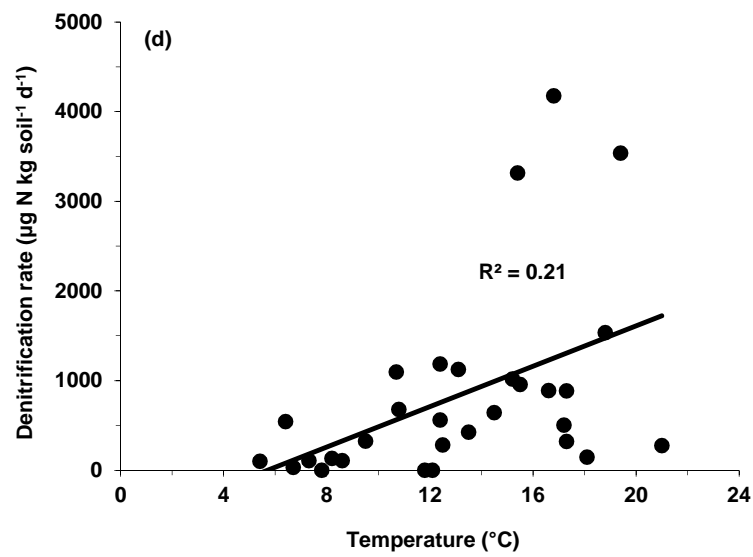 (d)
5000
4000
3000
2000
1000
0
Denitrification rate (µg N kg soil⁻¹ d⁻¹)
R² = 0.21
0 4 8 12 16 20 24
Temperature (°C)